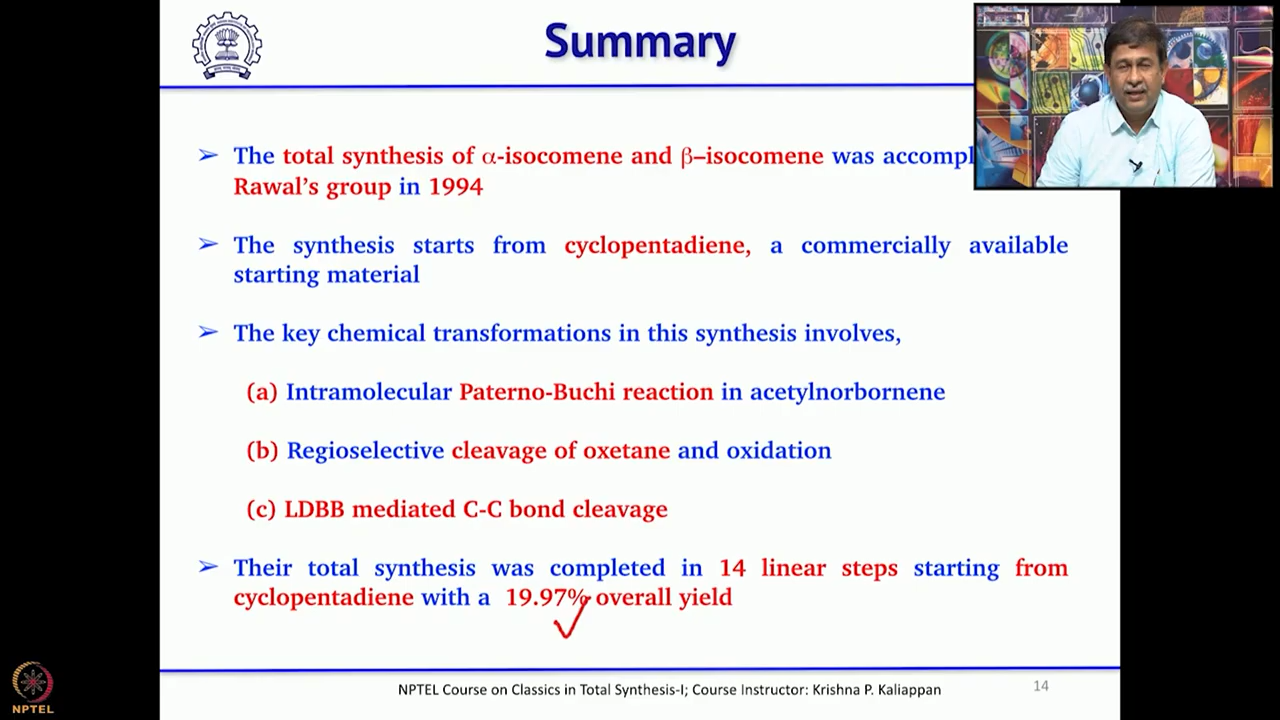 Summary
➢ The total synthesis of α-isocomene and β–isocomene was accompl
Rawal's group in 1994
➢ The synthesis starts from cyclopentadiene, a commercially available
starting material
➢ The key chemical transformations in this synthesis involves,
(a) Intramolecular Paterno-Buchi reaction in acetylnorbornene
(b) Regioselective cleavage of oxetane and oxidation
(c) LDBB mediated C-C bond cleavage
➢ Their total synthesis was completed in 14 linear steps starting from
cyclopentadiene with a 19.97% overall yield
NPTEL Course on Classics in Total Synthesis-I; Course Instructor: Krishna P. Kaliappan
14
NPTEL